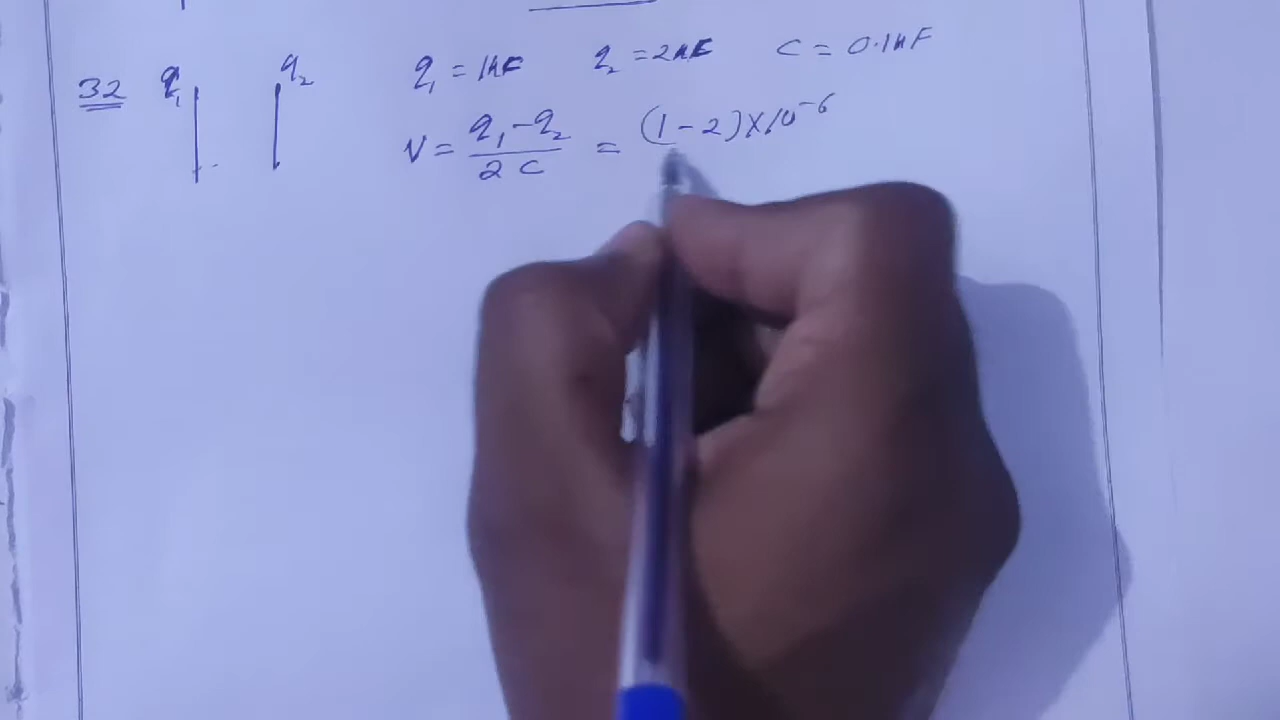 32 q₁ q₂ q₁ = 1μF q₂ = 2μF C = 0.1μF
V = q₁-q₂ / 2C = (1-2)×10⁻⁶